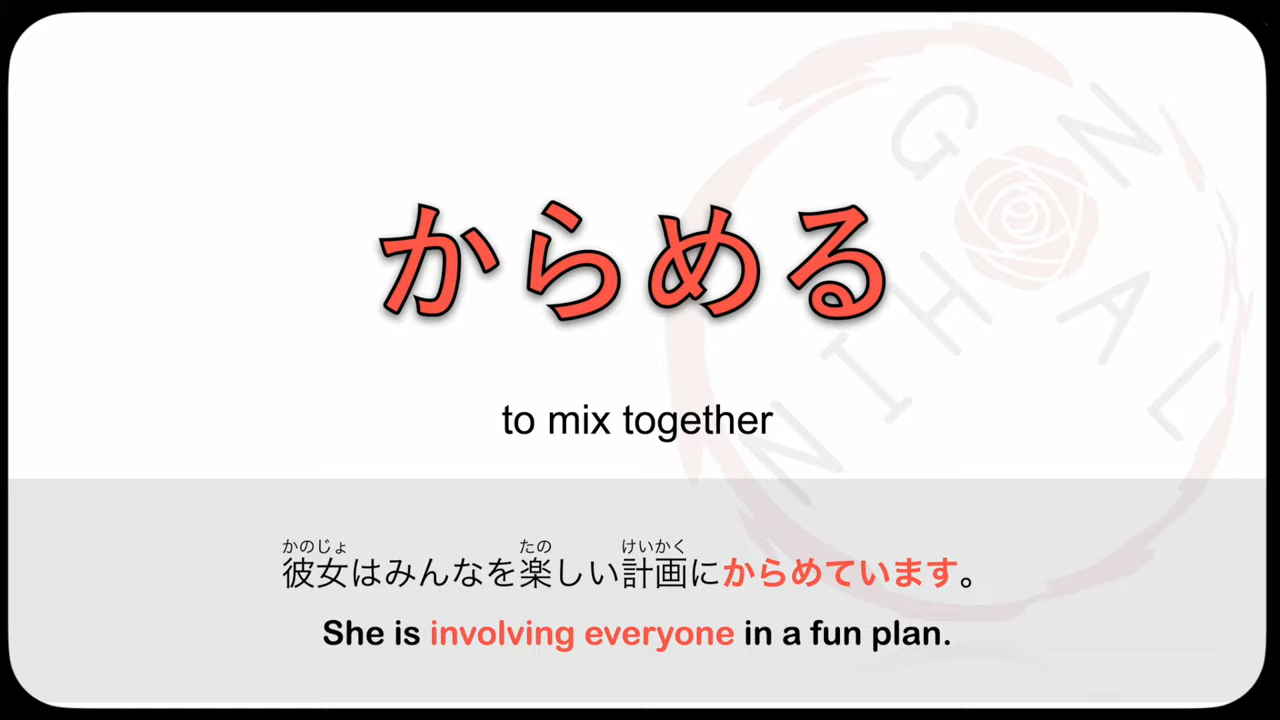 GON
NIHAL
からめる
to mix together
かのじょ たの けいかく
彼女はみんなを楽しい計画にからめています。
She is involving everyone in a fun plan.